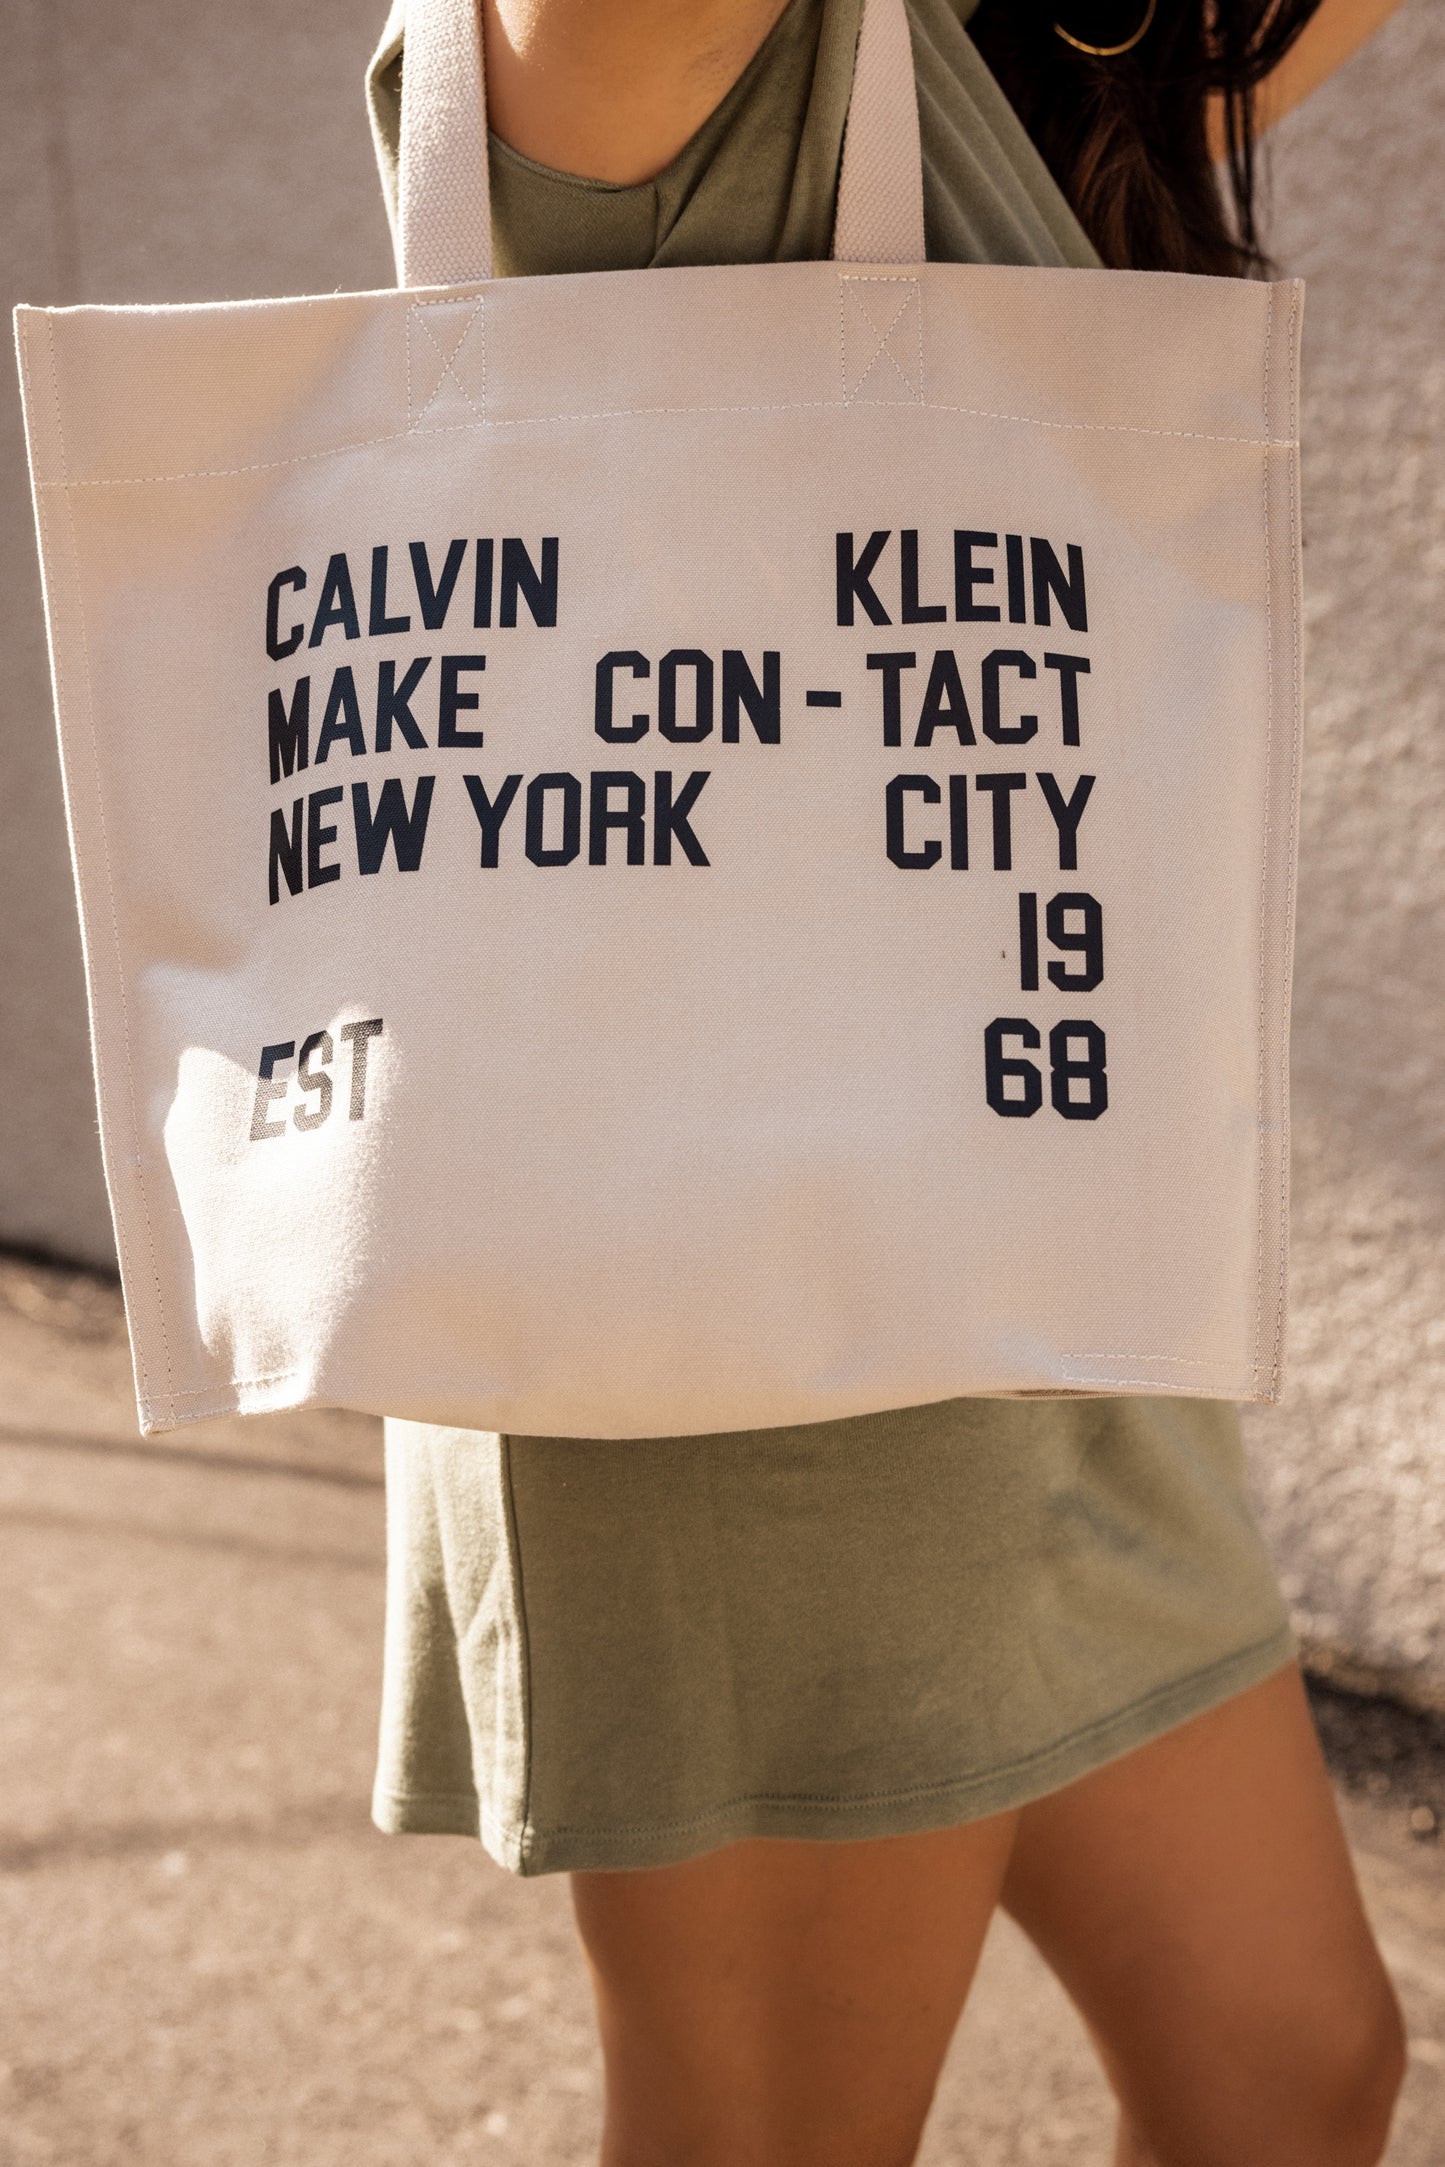 CALVIN KLEIN
MAKE CON-TACT
NEW YORK CITY
19
EST 68